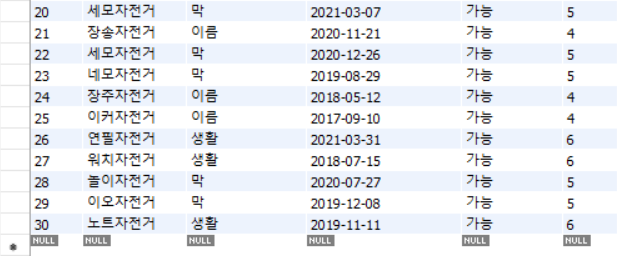 20 세모자전거 막 2021-03-07 가능 5
21 장송자전거 이름 2020-11-21 가능 4
22 세모자전거 막 2020-12-26 가능 5
23 네모자전거 막 2019-08-29 가능 5
24 장주자전거 이름 2018-05-12 가능 4
25 이커자전거 이름 2017-09-10 가능 4
26 연필자전거 생활 2021-03-31 가능 6
27 워치자전거 생활 2018-07-15 가능 6
28 놀이자전거 막 2020-07-27 가능 5
29 이오자전거 막 2019-12-08 가능 5
30 노트자전거 생활 2019-11-11 가능 6
NULL NULL NULL NULL NULL NULL